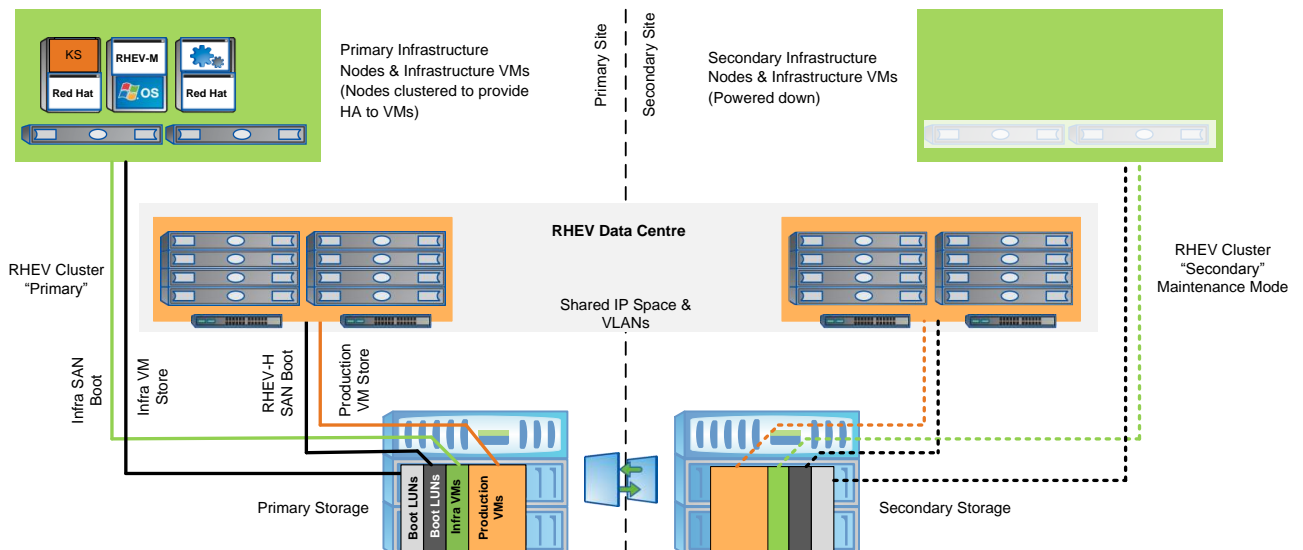 KS
RHEV-M
Red Hat
OS
Red Hat
Primary Infrastructure
Nodes & Infrastructure VMs
(Nodes clustered to provide
HA to VMs)
Primary Site
Secondary Site
Secondary Infrastructure
Nodes & Infrastructure VMs
(Powered down)
RHEV Data Centre
RHEV Cluster
“Primary”
Shared IP Space &
VLANs
RHEV Cluster
“Secondary”
Maintenance Mode
Infra SAN
Boot
Infra VM
Store
RHEV-H
SAN Boot
Production
VM Store
Primary Storage
Boot LUNs
Boot LUNs
Infra VMs
Production
VMs
Secondary Storage